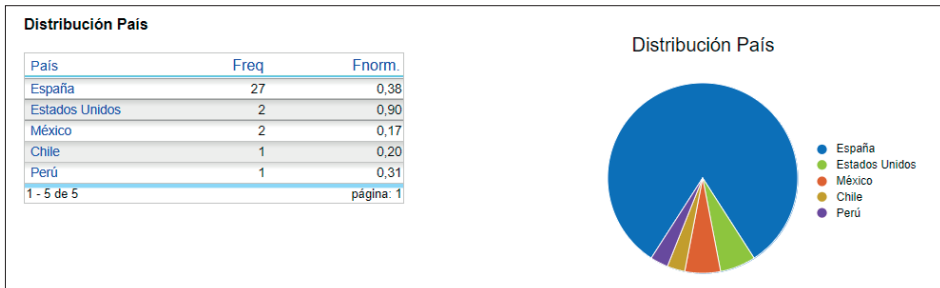 Distribución País
País Freq Fnorm.
España 27 0,38
Estados Unidos 2 0,90
México 2 0,17
Chile 1 0,20
Perú 1 0,31
1 - 5 de 5 página: 1
Distribución País
España
Estados Unidos
México
Chile
Perú